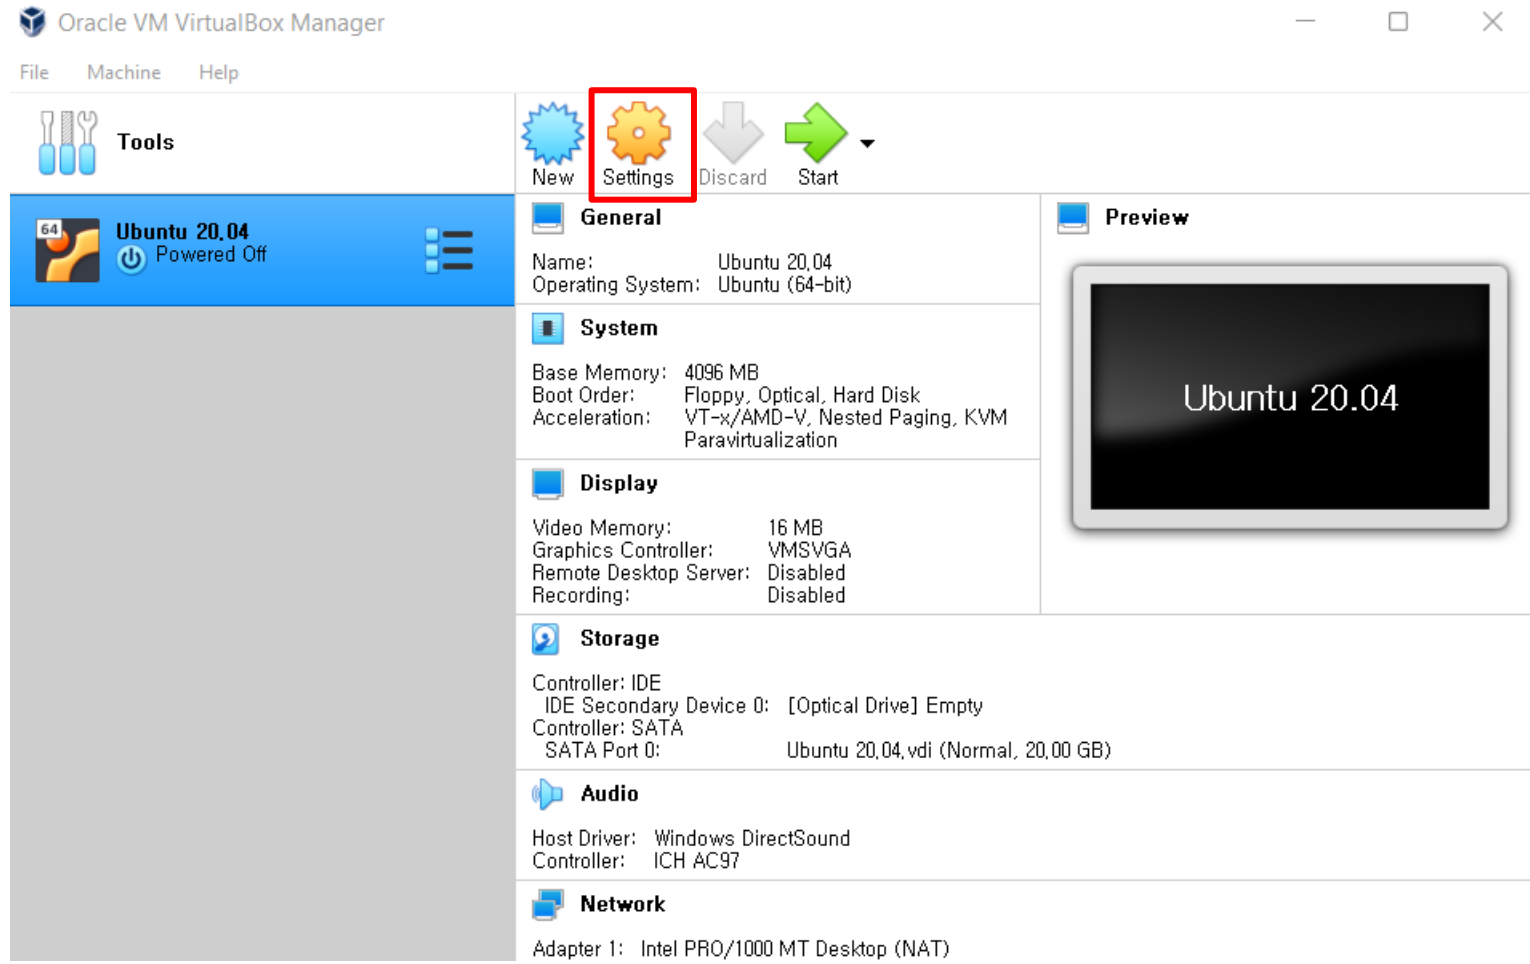 Oracle VM VirtualBox Manager
File Machine Help
Tools
New Settings Discard Start
64
Ubuntu 20.04
Powered Off
General
Name: Ubuntu 20.04
Operating System: Ubuntu (64-bit)
Preview
Ubuntu 20.04
System
Base Memory: 4096 MB
Boot Order: Floppy, Optical, Hard Disk
Acceleration: VT-x/AMD-V, Nested Paging, KVM
Paravirtualization
Display
Video Memory: 16 MB
Graphics Controller: VMSVGA
Remote Desktop Server: Disabled
Recording: Disabled
Storage
Controller: IDE
IDE Secondary Device 0: [Optical Drive] Empty
Controller: SATA
SATA Port 0: Ubuntu 20.04.vdi (Normal, 20.00 GB)
Audio
Host Driver: Windows DirectSound
Controller: ICH AC97
Network
Adapter 1: Intel PRO/1000 MT Desktop (NAT)